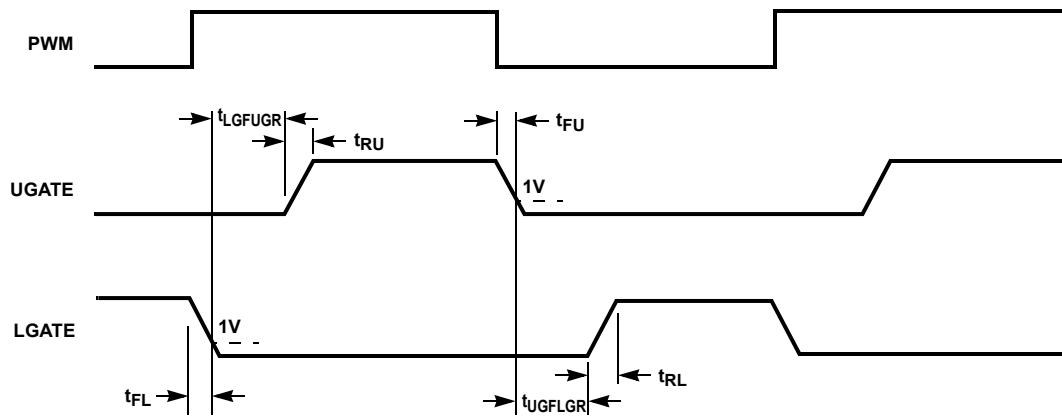 PWM
tLGFUGR
tFU
tRU
UGATE
1V
LGATE
1V
tFL
tRL
tUGFLGR